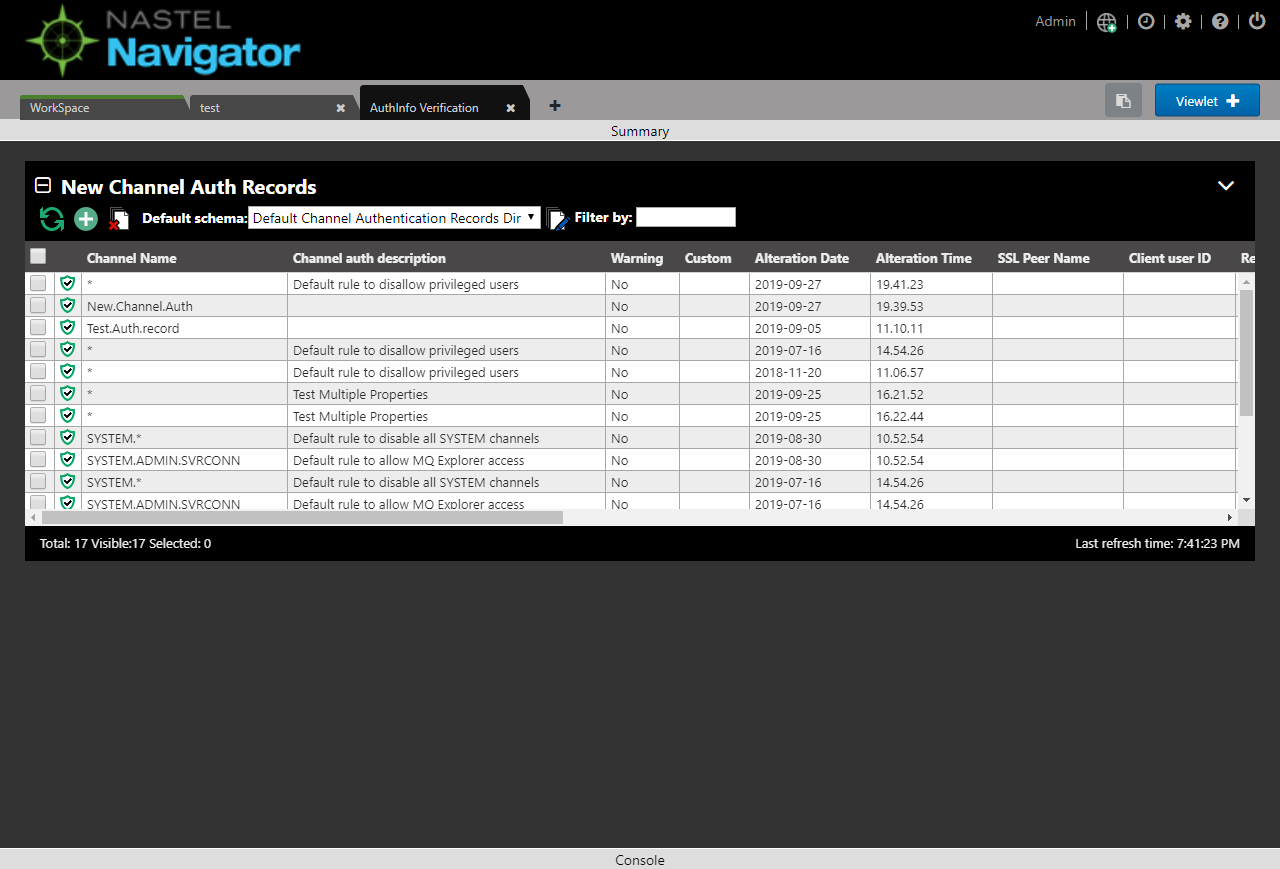 NASTEL
Navigator
Admin
WorkSpace
test
AuthInfo Verification
Viewlet
Summary
New Channel Auth Records
Default schema: Default Channel Authentication Records Dir Filter by:
Channel Name Channel auth description Warning Custom Alteration Date Alteration Time SSL Peer Name Client user ID Re
* Default rule to disallow privileged users No 2019-09-27 19.41.23
New.Channel.Auth No 2019-09-27 19.39.53
Test.Auth.record No 2019-09-05 11.10.11
* Default rule to disallow privileged users No 2019-07-16 14.54.26
* Default rule to disallow privileged users No 2018-11-20 11.06.57
* Test Multiple Properties No 2019-09-25 16.21.52
* Test Multiple Properties No 2019-09-25 16.22.44
SYSTEM.* Default rule to disable all SYSTEM channels No 2019-08-30 10.52.54
SYSTEM.ADMIN.SVRCONN Default rule to allow MQ Explorer access No 2019-08-30 10.52.54
SYSTEM.* Default rule to disable all SYSTEM channels No 2019-07-16 14.54.26
SYSTEM.ADMIN.SVRCONN Default rule to allow MQ Explorer access No 2019-07-16 14.54.26
Total: 17 Visible:17 Selected: 0 Last refresh time: 7:41:23 PM
Console